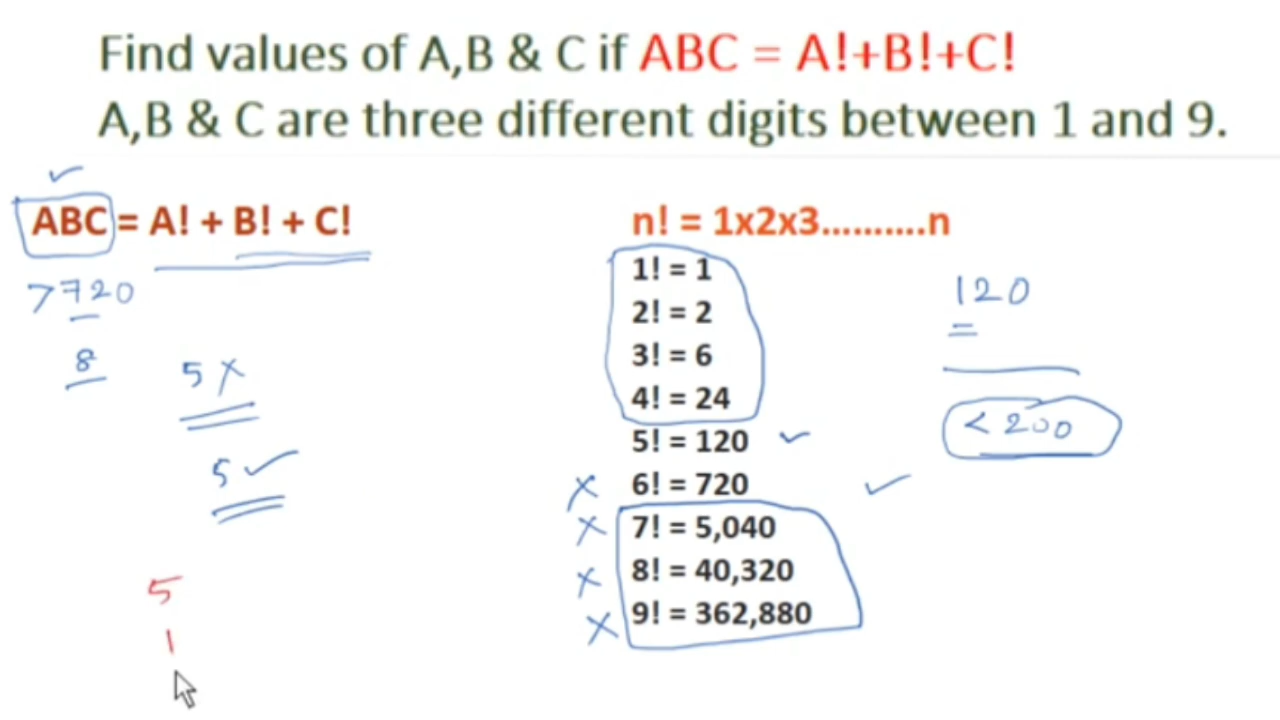 Find values of A,B & C if ABC = A!+B!+C!
A,B & C are three different digits between 1 and 9.
ABC = A! + B! + C!
7720
8
5 ×
5 ✓
5
1
n! = 1x2x3..........n
1! = 1
2! = 2
3! = 6
4! = 24
5! = 120 ✓
× 6! = 720 ✓
× 7! = 5,040
× 8! = 40,320
× 9! = 362,880
120
=
< 200